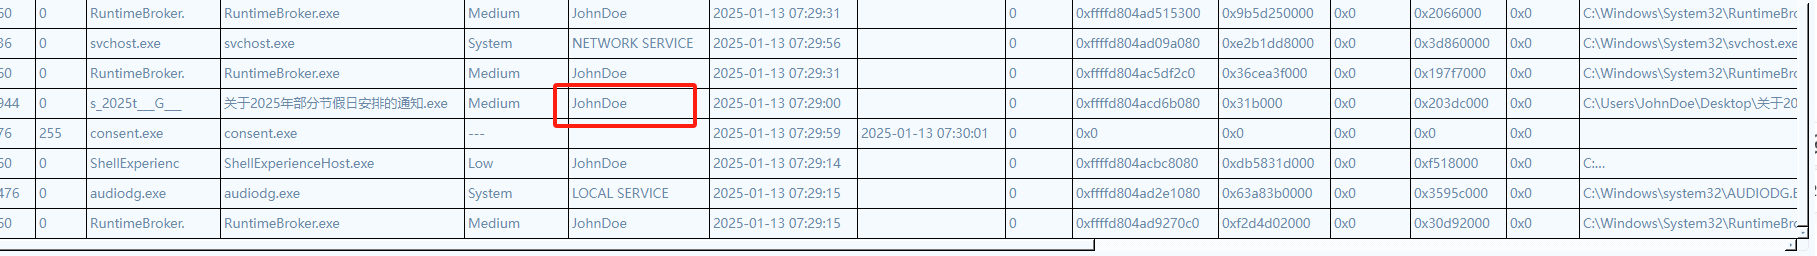 60 0 RuntimeBroker. RuntimeBroker.exe Medium JohnDoe 2025-01-13 07:29:31 0 0xffffd804ad515300 0x9b5d250000 0x0 0x2066000 0x0 C:\Windows\System32\RuntimeBro
36 0 svchost.exe svchost.exe System NETWORK SERVICE 2025-01-13 07:29:56 0 0xffffd804ad09a080 0xe2b1dd8000 0x0 0x3d860000 0x0 C:\Windows\System32\svchost.exe
60 0 RuntimeBroker. RuntimeBroker.exe Medium JohnDoe 2025-01-13 07:29:31 0 0xffffd804ac5df2c0 0x36cea3f000 0x0 0x197f7000 0x0 C:\Windows\System32\RuntimeBro
944 0 s_2025t___G___ 关于2025年部分节假日安排的通知.exe Medium JohnDoe 2025-01-13 07:29:00 0 0xffffd804acd6b080 0x31b000 0x0 0x203dc000 0x0 C:\Users\JohnDoe\Desktop\关于20
76 255 consent.exe consent.exe --- 2025-01-13 07:29:59 2025-01-13 07:30:01 0 0x0 0x0 0x0 0x0 0x0
60 0 ShellExperienc ShellExperienceHost.exe Low JohnDoe 2025-01-13 07:29:14 0 0xffffd804acbc8080 0xdb5831d000 0x0 0xf518000 0x0 C:...
476 0 audiodg.exe audiodg.exe System LOCAL SERVICE 2025-01-13 07:29:15 0 0xffffd804ad2e1080 0x63a83b0000 0x0 0x3595c000 0x0 C:\Windows\system32\AUDIODG.E
60 0 RuntimeBroker. RuntimeBroker.exe Medium JohnDoe 2025-01-13 07:29:15 0 0xffffd804ad9270c0 0xf2d4d02000 0x0 0x30d92000 0x0 C:\Windows\System32\RuntimeBro